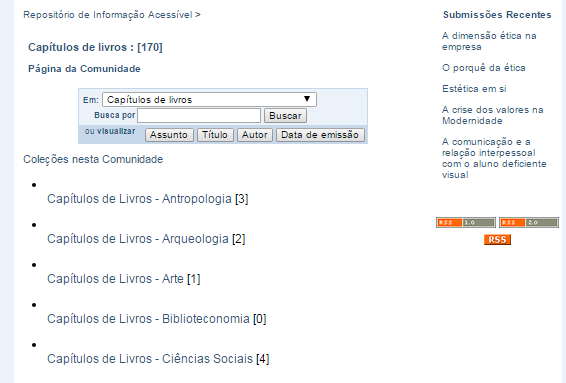 Repositório de Informação Acessível >
Capítulos de livros : [170]
Página da Comunidade
Em: Capítulos de livros
Busca por Buscar
ou visualizar Assunto Título Autor Data de emissão
Coleções nesta Comunidade
Capítulos de Livros - Antropologia [3]
Capítulos de Livros - Arqueologia [2]
Capítulos de Livros - Arte [1]
Capítulos de Livros - Biblioteconomia [0]
Capítulos de Livros - Ciências Sociais [4]
Submissões Recentes
A dimensão ética na
empresa
O porquê da ética
Estética em si
A crise dos valores na
Modernidade
A comunicação e a
relação interpessoal
com o aluno deficiente
visual
RSS 1.0 RSS 2.0
RSS